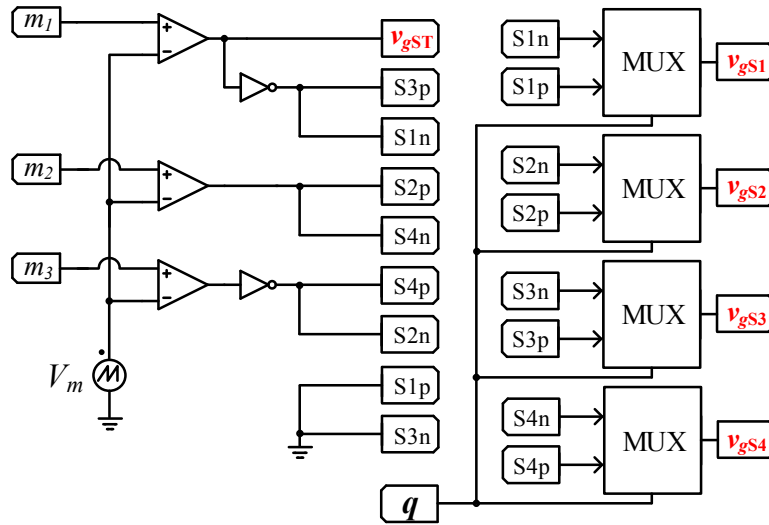 m1
+
−
vgST
S3p
S1n
m2
+
−
S2p
S4n
m3
+
−
S4p
S2n
Vm
S1p
S3n
q
S1n
S1p
MUX
vgS1
S2n
S2p
MUX
vgS2
S3n
S3p
MUX
vgS3
S4n
S4p
MUX
vgS4